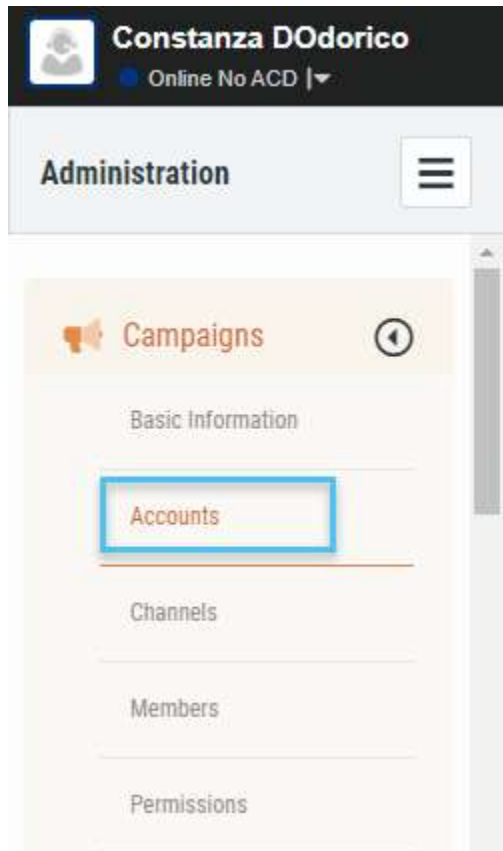 Constanza DOdorico
Online No ACD
Administration
Campaigns
Basic Information
Accounts
Channels
Members
Permissions